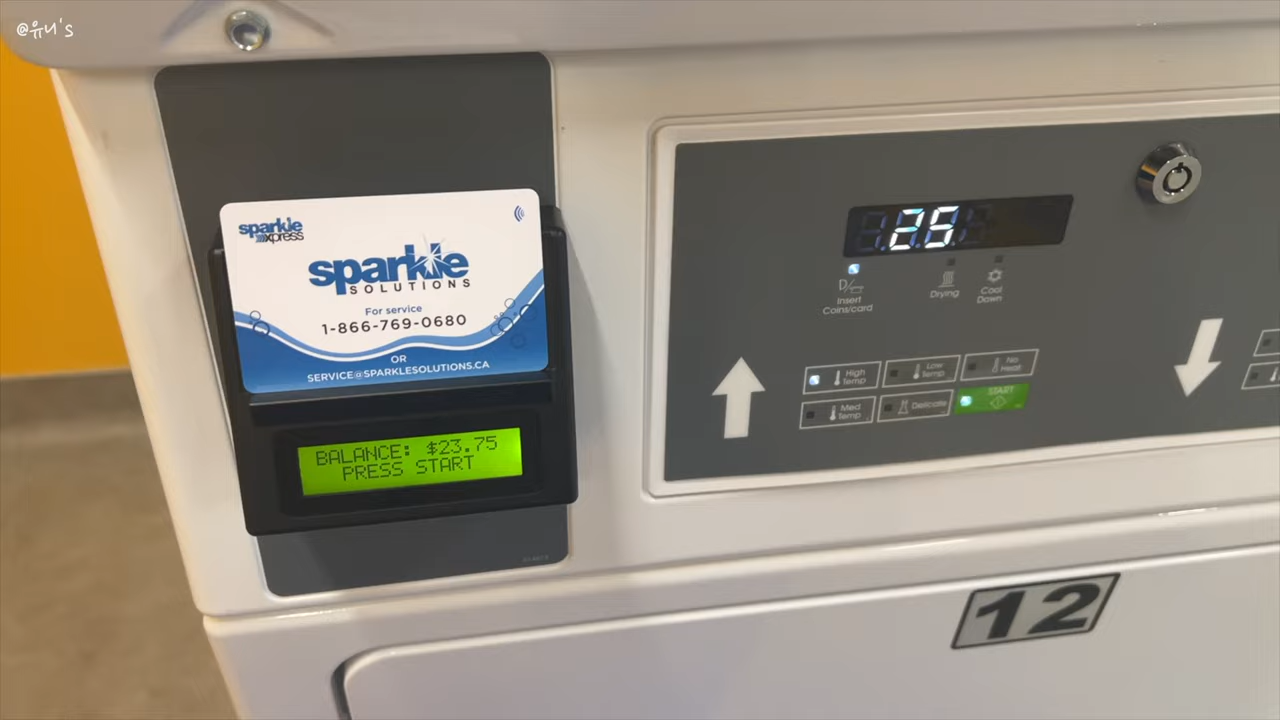 @유니's
sparkle
xpress
sparkle
SOLUTIONS
For service
1-866-769-0680
OR
SERVICE@SPARKLESOLUTIONS.CA
BALANCE: $23.75
PRESS START
25
Insert
Coins/card
Drying
Cool
Down
High
Temp
Low
Temp
No
Heat
Med
Temp
Delicate
START
12